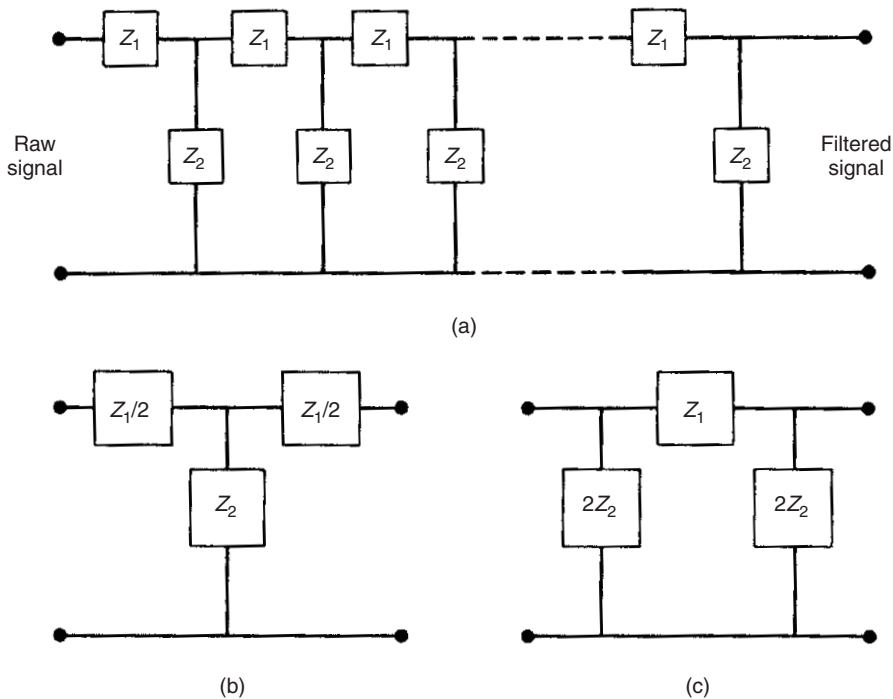 Z1 Z1 Z1 Z1
Raw
signal
Z2 Z2 Z2 Z2
Filtered
signal
(a)
Z1/2 Z1/2 Z1
Z2 2Z2 2Z2
(b) (c)